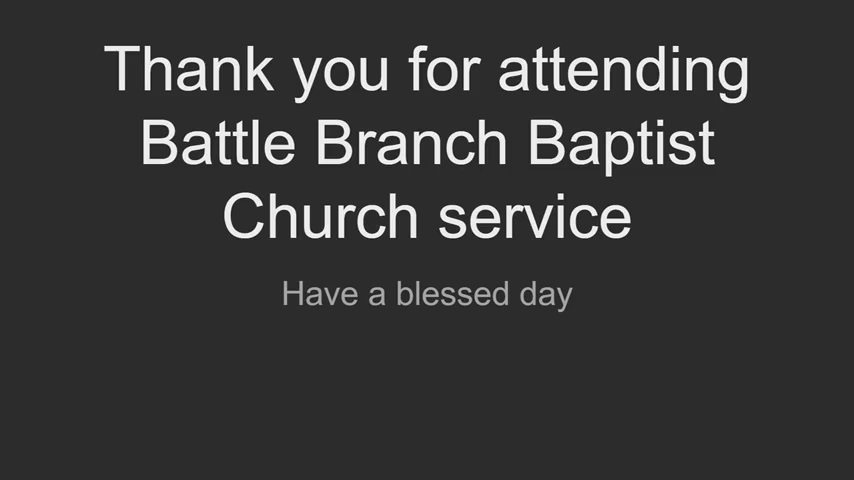 Thank you for attending
Battle Branch Baptist
Church service
Have a blessed day